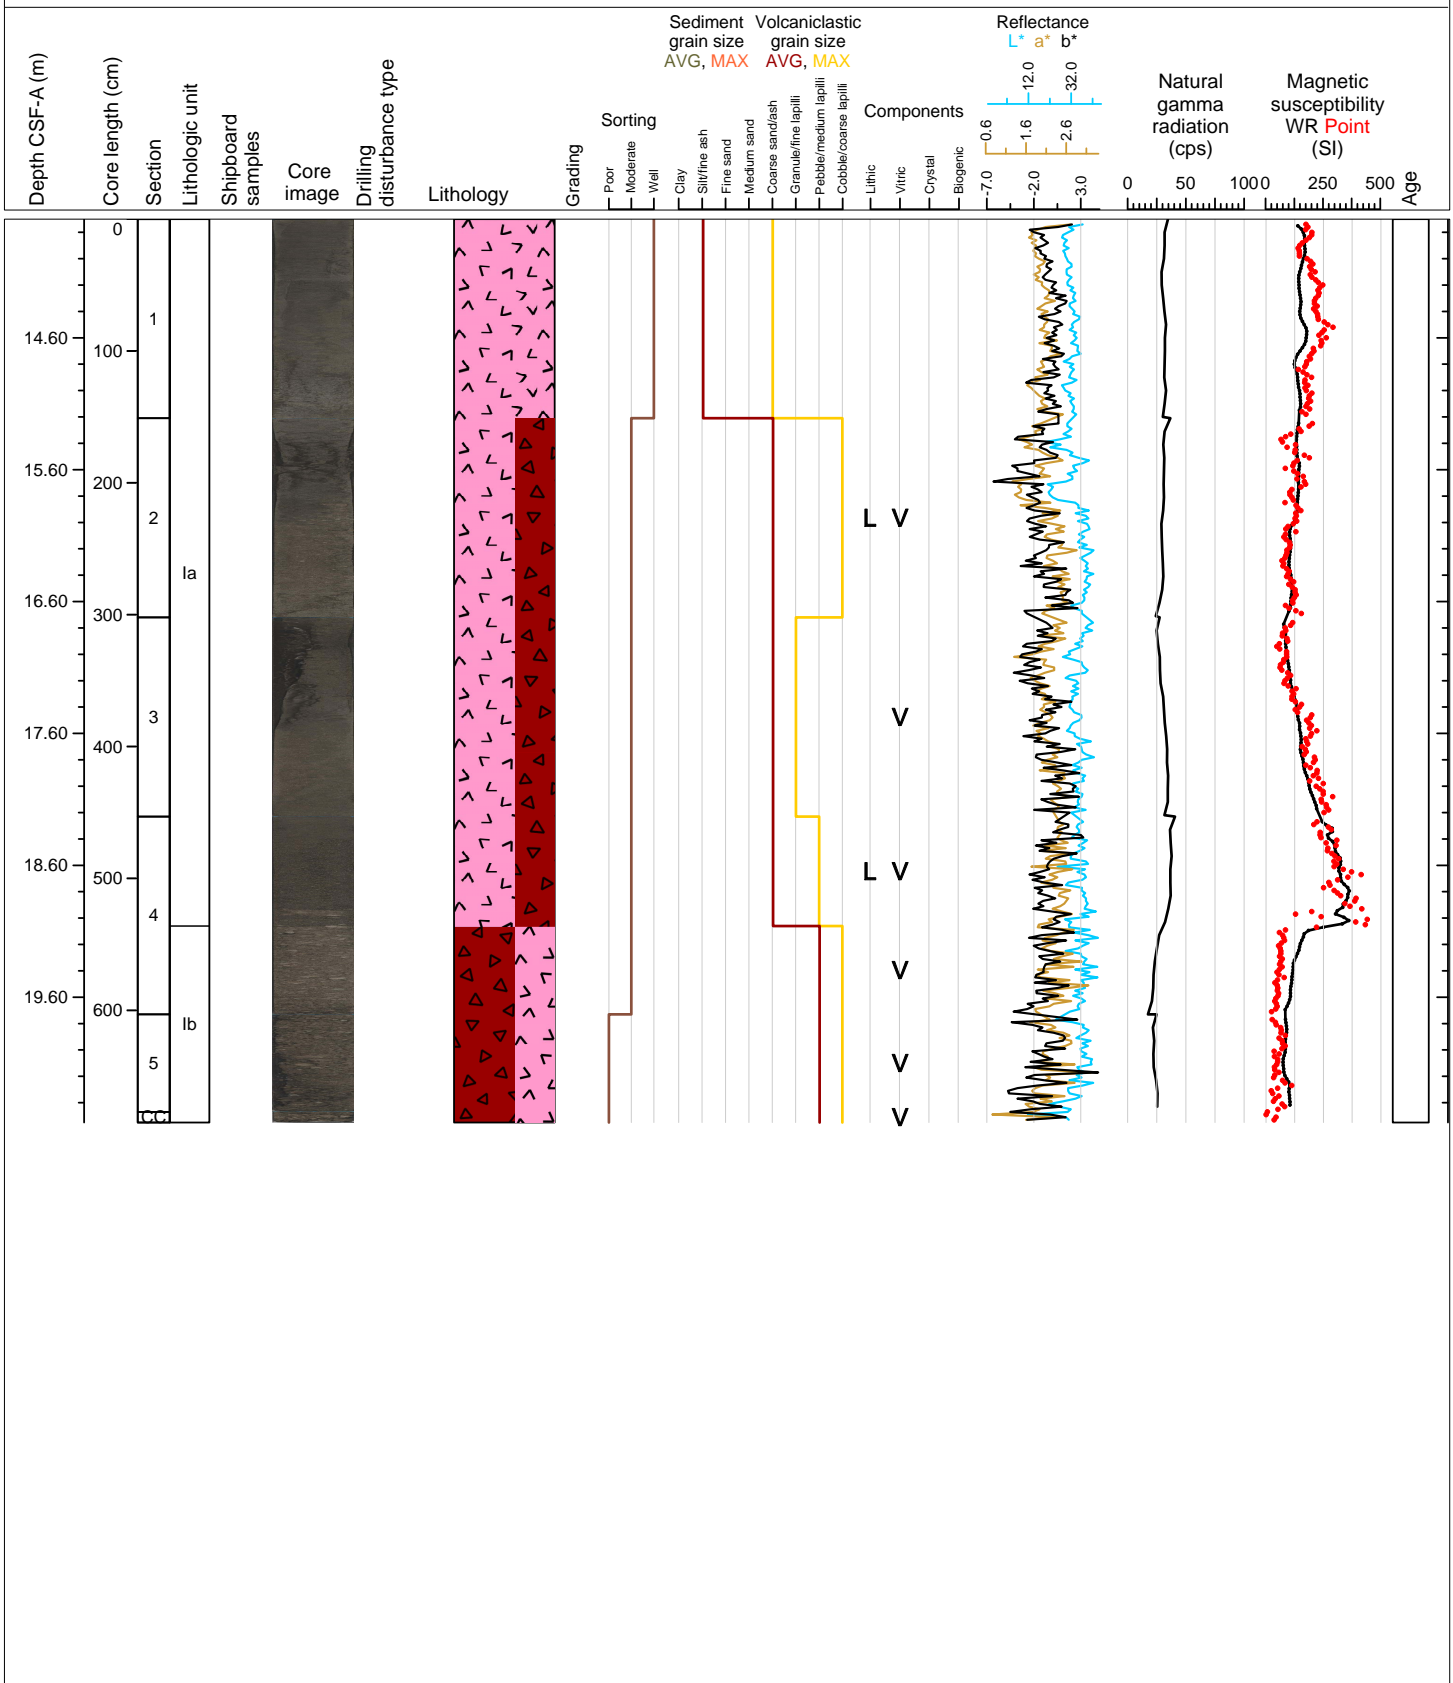 Depth CSF-A (m)
Core length (cm)
Section
Lithologic unit
Shipboard
samples
Core
image
Drilling
disturbance type
Lithology
Grading
Sorting
Poor
Moderate
Well
Sediment
grain size
AVG, MAX
Volcaniclastic
grain size
AVG, MAX
Clay
Silt/fine ash
Fine sand
Medium sand
Coarse sand/ash
Granule/fine lapilli
Pebble/medium lapilli
Cobble/coarse lapilli
Components
Lithic
Vitric
Crystal
Biogenic
Reflectance
L* a* b*
12.0
32.0
0.6
1.6
2.6
-7.0
-2.0
3.0
Natural
gamma
radiation
(cps)
0 50 100
Magnetic
susceptibility
WR Point
(SI)
0 250 500
Age
0
1
14.60
100
15.60
200
2
L V
Ia
16.60
300
3
V
17.60
400
18.60
500
L V
4
V
19.60
600
Ib
5
V
CC
V